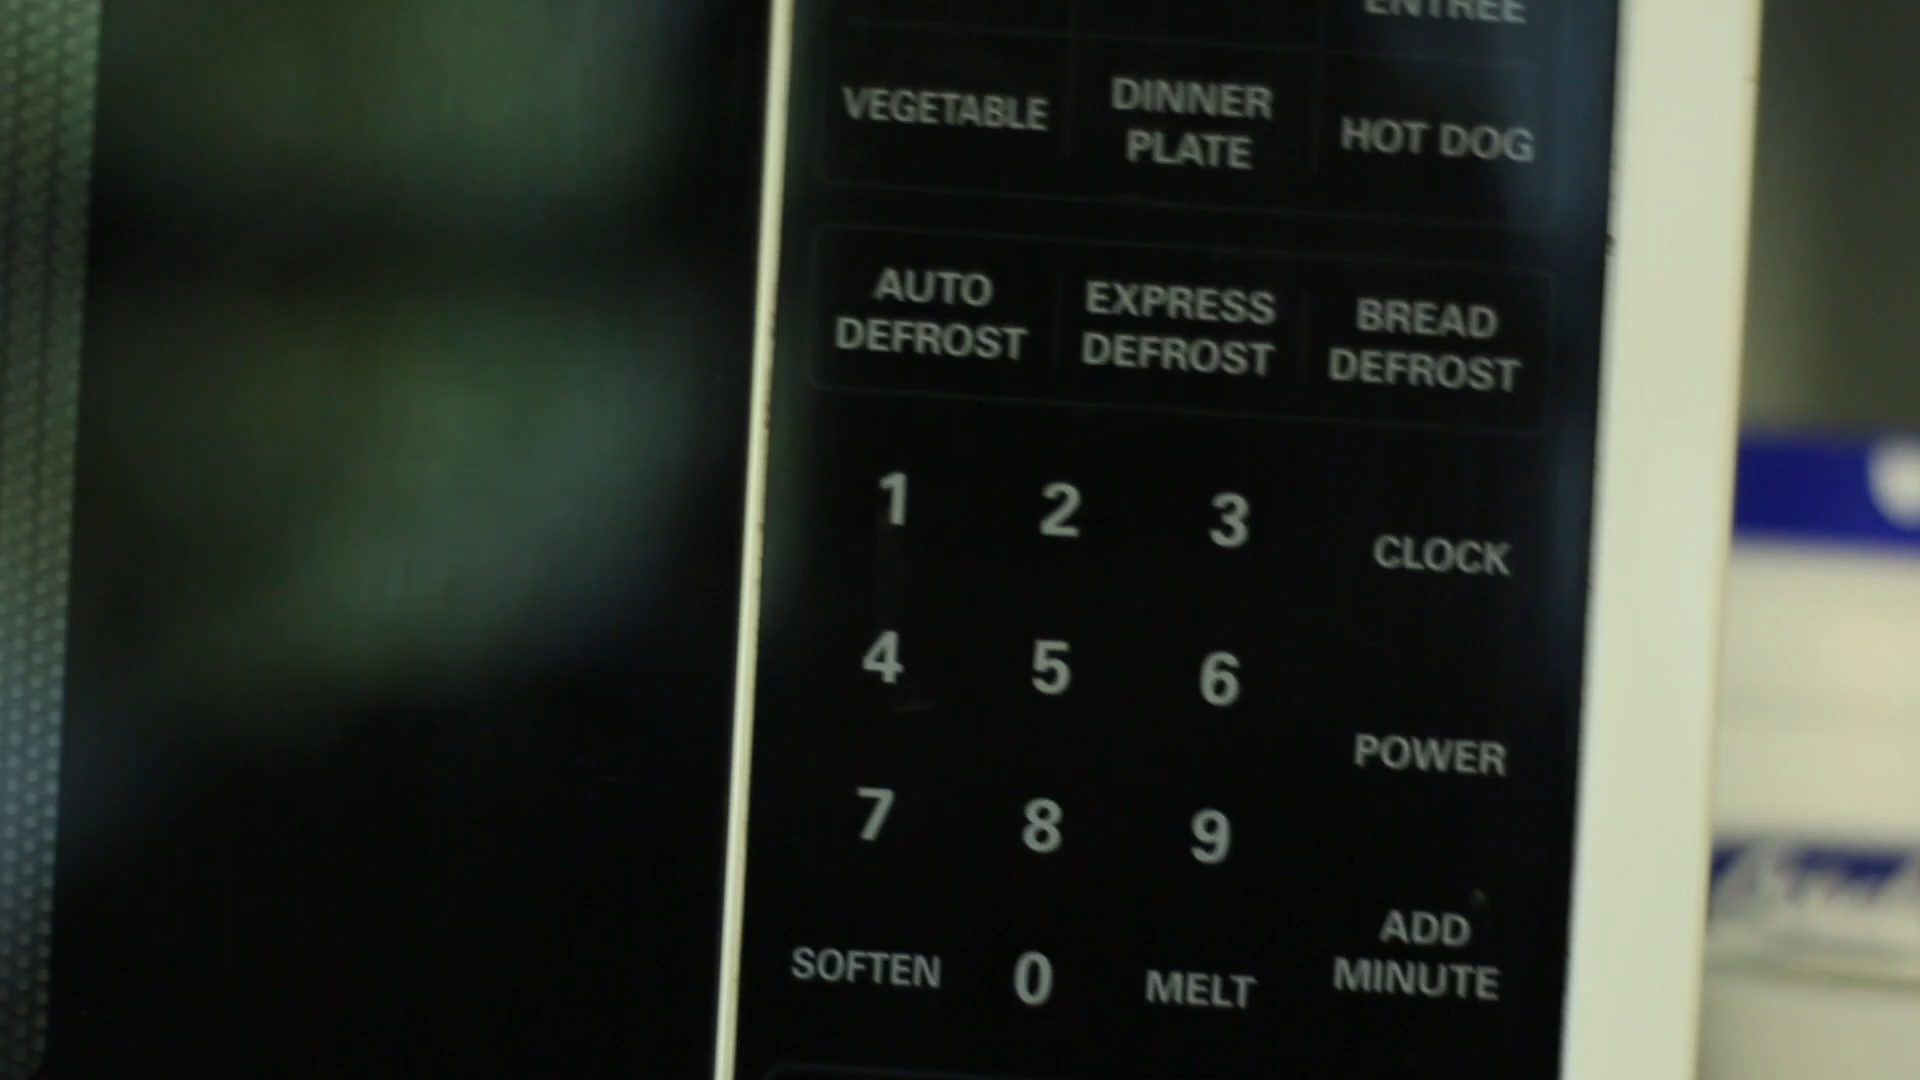 ENTREE
VEGETABLE
DINNER
PLATE
HOT DOG
AUTO
DEFROST
EXPRESS
DEFROST
BREAD
DEFROST
1 2 3
CLOCK
4 5 6
POWER
7 8 9
ADD
MINUTE
SOFTEN 0 MELT